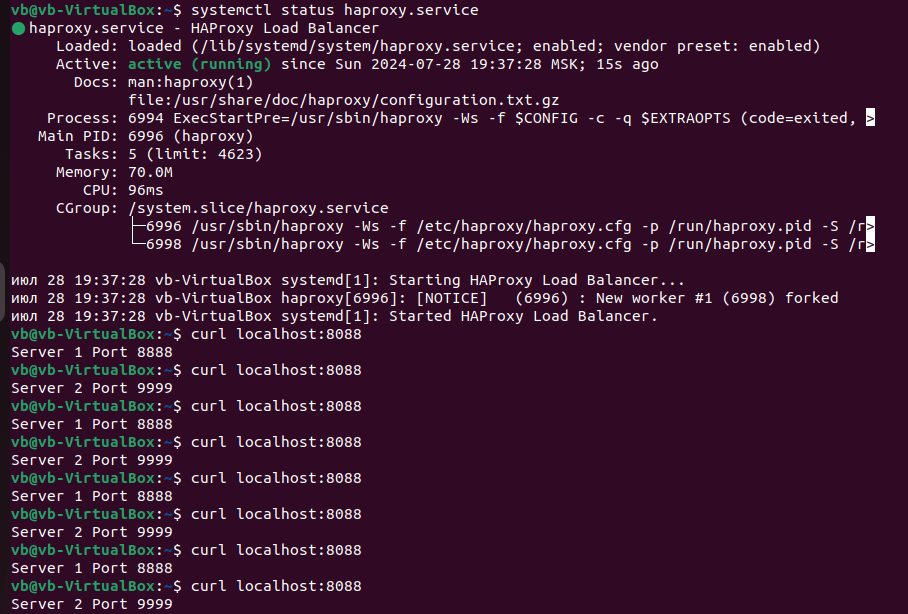 vb@vb-VirtualBox:~$ systemctl status haproxy.service
● haproxy.service - HAProxy Load Balancer
Loaded: loaded (/lib/systemd/system/haproxy.service; enabled; vendor preset: enabled)
Active: active (running) since Sun 2024-07-28 19:37:28 MSK; 15s ago
Docs: man:haproxy(1)
file:/usr/share/doc/haproxy/configuration.txt.gz
Process: 6994 ExecStartPre=/usr/sbin/haproxy -Ws -f $CONFIG -c -q $EXTRAOPTS (code=exited, >
Main PID: 6996 (haproxy)
Tasks: 5 (limit: 4623)
Memory: 70.0M
CPU: 96ms
CGroup: /system.slice/haproxy.service
├─6996 /usr/sbin/haproxy -Ws -f /etc/haproxy/haproxy.cfg -p /run/haproxy.pid -S /r>
└─6998 /usr/sbin/haproxy -Ws -f /etc/haproxy/haproxy.cfg -p /run/haproxy.pid -S /r>
июл 28 19:37:28 vb-VirtualBox systemd[1]: Starting HAProxy Load Balancer...
июл 28 19:37:28 vb-VirtualBox haproxy[6996]: [NOTICE]   (6996) : New worker #1 (6998) forked
июл 28 19:37:28 vb-VirtualBox systemd[1]: Started HAProxy Load Balancer.
vb@vb-VirtualBox:~$ curl localhost:8088
Server 1 Port 8888
vb@vb-VirtualBox:~$ curl localhost:8088
Server 2 Port 9999
vb@vb-VirtualBox:~$ curl localhost:8088
Server 1 Port 8888
vb@vb-VirtualBox:~$ curl localhost:8088
Server 2 Port 9999
vb@vb-VirtualBox:~$ curl localhost:8088
Server 1 Port 8888
vb@vb-VirtualBox:~$ curl localhost:8088
Server 2 Port 9999
vb@vb-VirtualBox:~$ curl localhost:8088
Server 1 Port 8888
vb@vb-VirtualBox:~$ curl localhost:8088
Server 2 Port 9999